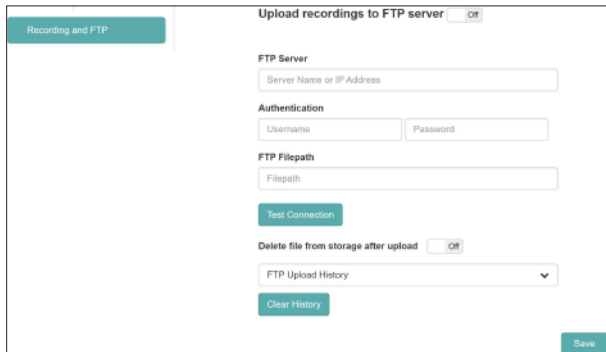 Upload recordings to FTP server Off
Recording and FTP
FTP Server
Server Name or IP Address
Authentication
Username Password
FTP Filepath
Filepath
Test Connection
Delete file from storage after upload Off
FTP Upload History
Clear History
Save